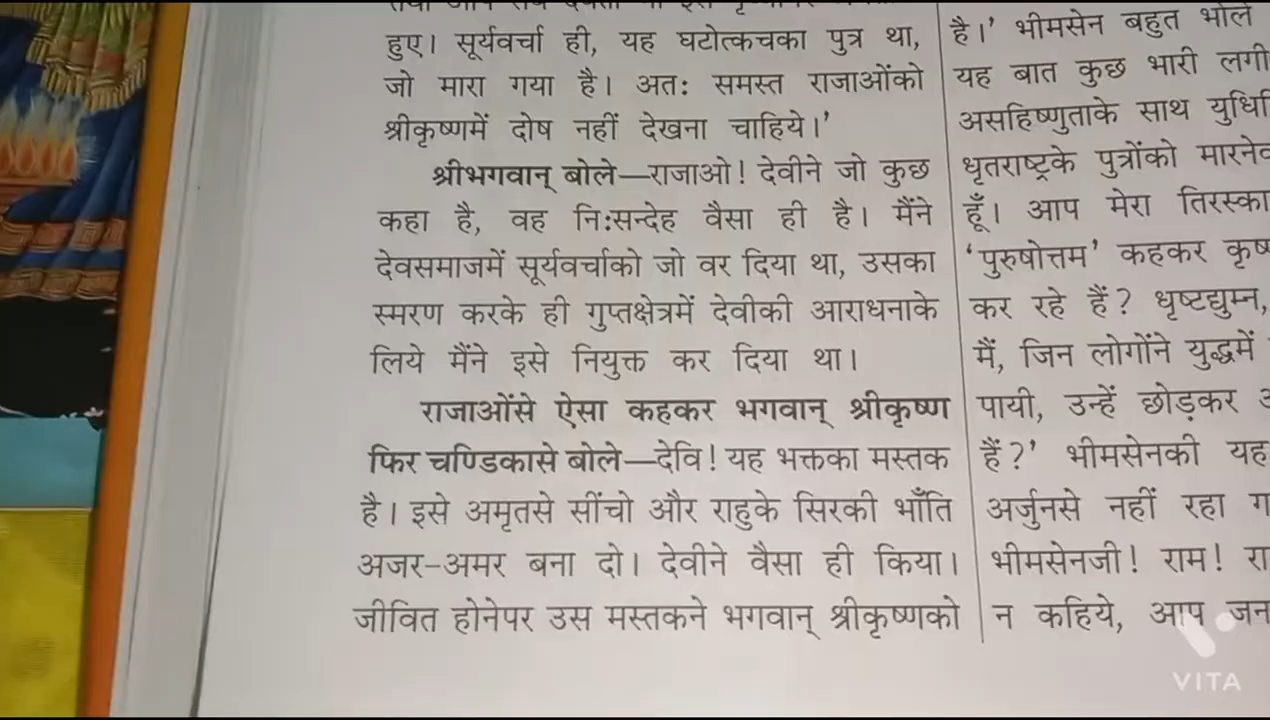 हुए। सूर्यवर्चा ही, यह घटोत्कचका पुत्र था,
जो मारा गया है। अतः समस्त राजाओंको
श्रीकृष्णमें दोष नहीं देखना चाहिये।’
श्रीभगवान् बोले—राजाओ! देवीने जो कुछ
कहा है, वह निःसन्देह वैसा ही है। मैंने
देवसमाजमें सूर्यवर्चाको जो वर दिया था, उसका
स्मरण करके ही गुप्तक्षेत्रमें देवीकी आराधनाके
लिये मैंने इसे नियुक्त कर दिया था।
राजाओंसे ऐसा कहकर भगवान् श्रीकृष्ण
फिर चण्डिकासे बोले—देवि! यह भक्तका मस्तक
है। इसे अमृतसे सींचो और राहुके सिरकी भाँति
अजर-अमर बना दो। देवीने वैसा ही किया।
जीवित होनेपर उस मस्तकने भगवान् श्रीकृष्णको
है।’ भीमसेन बहुत भोले
यह बात कुछ भारी लगी
असहिष्णुताके साथ
धृतराष्ट्रके पुत्रोंको
हूँ। आप मेरा
‘पुरुषोत्तम’ कहकर
कर रहे हैं? धृष्टद्युम्न,
मैं, जिन लोगोंने युद्धमें
पायी, उन्हें छोड़कर
हैं?’ भीमसेनकी यह
अर्जुनसे नहीं रहा
भीमसेनजी! राम!
न कहिये, आप
VITA